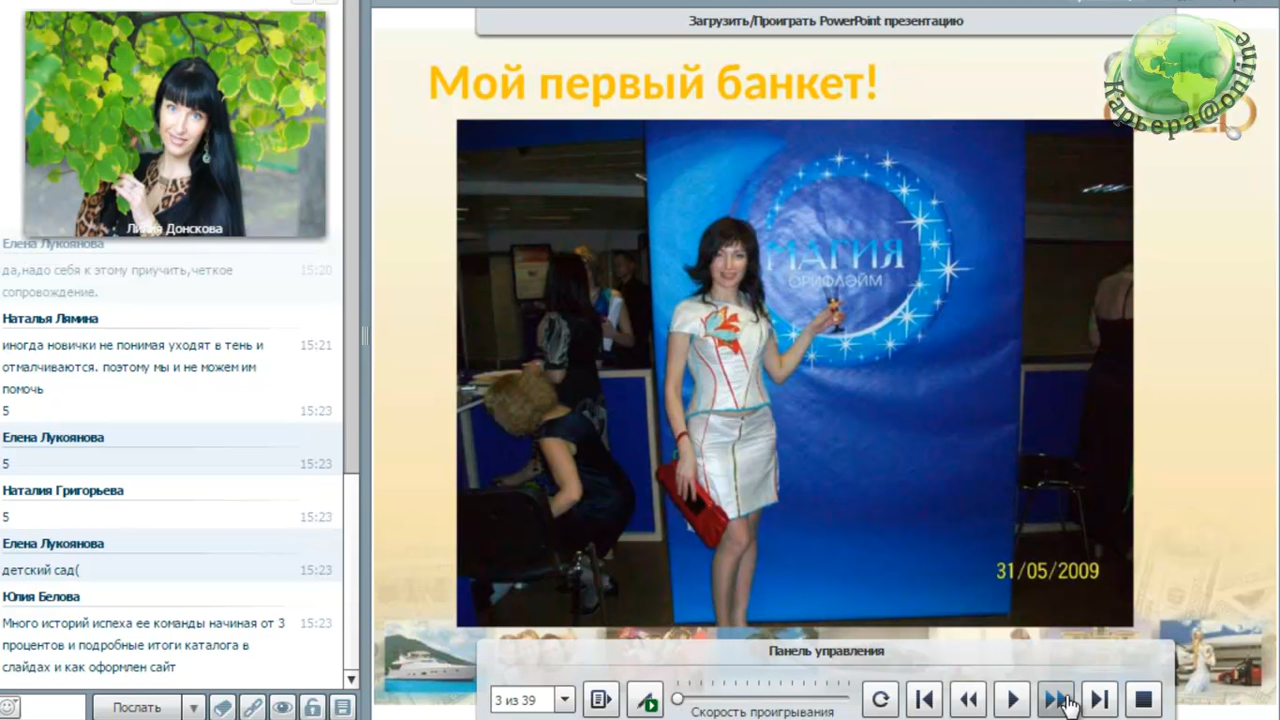 Лилия Донскова
Елена Лукоянова
да,надо себя к этому приучить,четкое
15:20
сопровождение.
Наталья Лямина
иногда новички не понимая уходят в тень и
15:21
отмалчиваются. поэтому мы и не можем им
помочь
5
15:23
Елена Лукоянова
5
15:23
Наталия Григорьева
5
15:23
Елена Лукоянова
детский сад(
15:23
Юлия Белова
Много историй успеха ее команды начиная от 3
15:23
процентов и подробные итоги каталога в
слайдах и как оформлен сайт
Послать
Загрузить/Проиграть PowerPoint презентацию
Мой первый банкет!
Карьера@online
МАГИЯ
ОРИФЛЭЙМ
31/05/2009
Панель управления
3 из 39
Скорость проигрывания